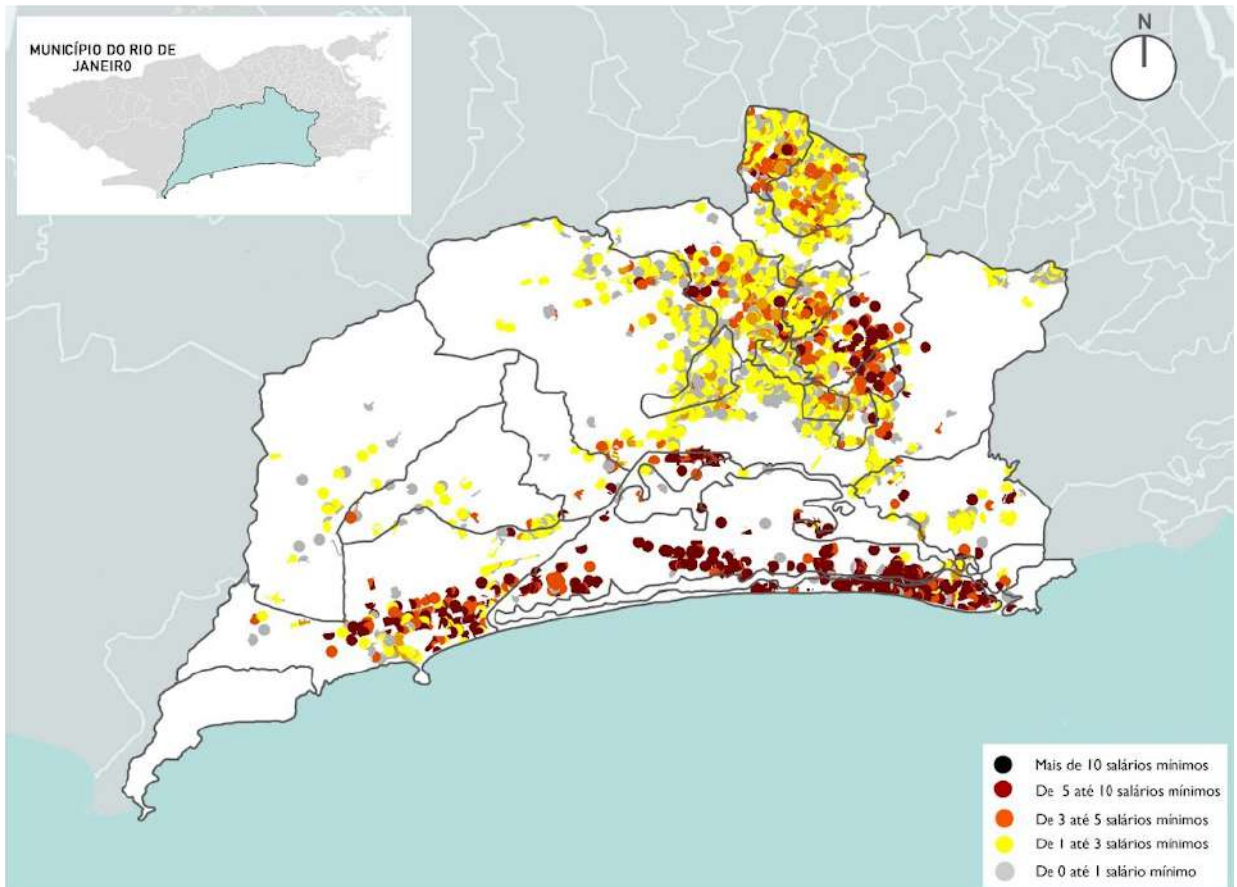 MUNICÍPIO DO RIO DE
JANEIRO
N
Mais de 10 salários mínimos
De 5 até 10 salários mínimos
De 3 até 5 salários mínimos
De 1 até 3 salários mínimos
De 0 até 1 salário mínimo